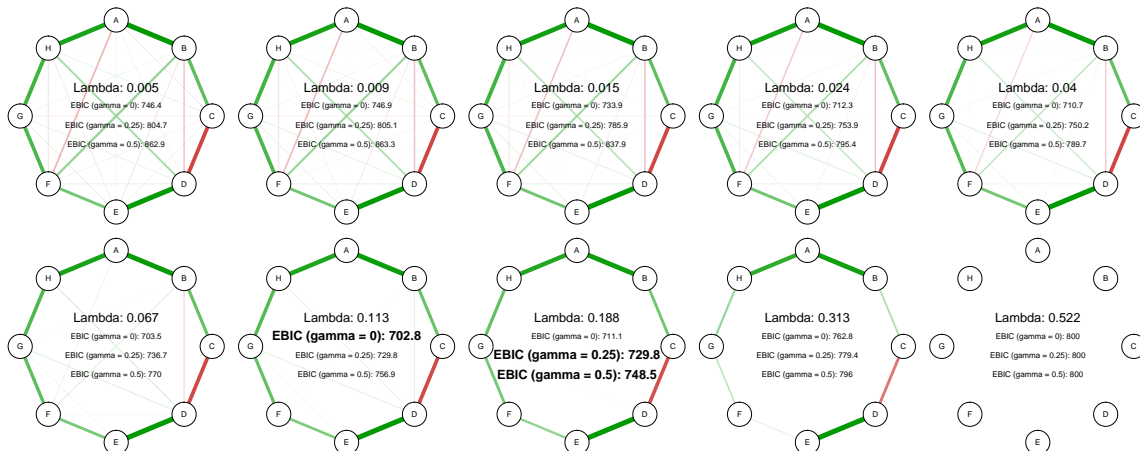 A
H
B
Lambda: 0.005
EBIC (gamma = 0): 746.4
G
C
EBIC (gamma = 0.25): 804.7
EBIC (gamma = 0.5): 862.9
F
D
E
A
H
B
Lambda: 0.009
EBIC (gamma = 0): 746.9
G
C
EBIC (gamma = 0.25): 805.1
EBIC (gamma = 0.5): 863.3
F
D
E
A
H
B
Lambda: 0.015
EBIC (gamma = 0): 733.9
G
C
EBIC (gamma = 0.25): 785.9
EBIC (gamma = 0.5): 837.9
F
D
E
A
H
B
Lambda: 0.024
EBIC (gamma = 0): 712.3
G
C
EBIC (gamma = 0.25): 753.9
EBIC (gamma = 0.5): 795.4
F
D
E
A
H
B
Lambda: 0.04
EBIC (gamma = 0): 710.7
G
C
EBIC (gamma = 0.25): 750.2
EBIC (gamma = 0.5): 789.7
F
D
E
A
H
B
Lambda: 0.067
EBIC (gamma = 0): 703.5
G
C
EBIC (gamma = 0.25): 736.7
EBIC (gamma = 0.5): 770
F
D
E
A
H
B
Lambda: 0.113
EBIC (gamma = 0): 702.8
G
C
EBIC (gamma = 0.25): 729.8
EBIC (gamma = 0.5): 756.9
F
D
E
A
H
B
Lambda: 0.188
EBIC (gamma = 0): 711.1
G
C
EBIC (gamma = 0.25): 729.8
EBIC (gamma = 0.5): 748.5
F
D
E
A
H
B
Lambda: 0.313
EBIC (gamma = 0): 762.8
G
C
EBIC (gamma = 0.25): 779.4
EBIC (gamma = 0.5): 796
F
D
E
A
H
B
Lambda: 0.522
EBIC (gamma = 0): 800
G
C
EBIC (gamma = 0.25): 800
EBIC (gamma = 0.5): 800
F
D
E